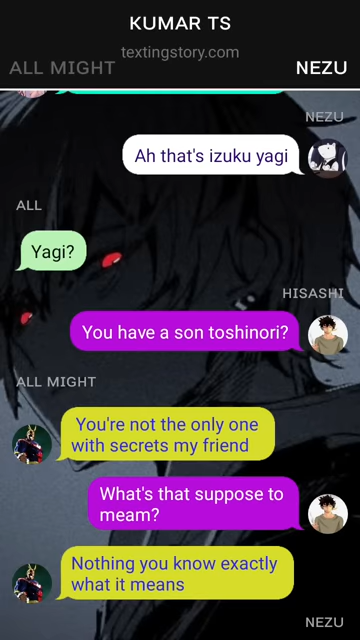 KUMAR TS
textingstory.com
ALL MIGHT
NEZU
NEZU
Ah that's izuku yagi
ALL
Yagi?
HISASHI
You have a son toshinori?
ALL MIGHT
You're not the only one
with secrets my friend
What's that suppose to
meam?
Nothing you know exactly
what it means
NEZU